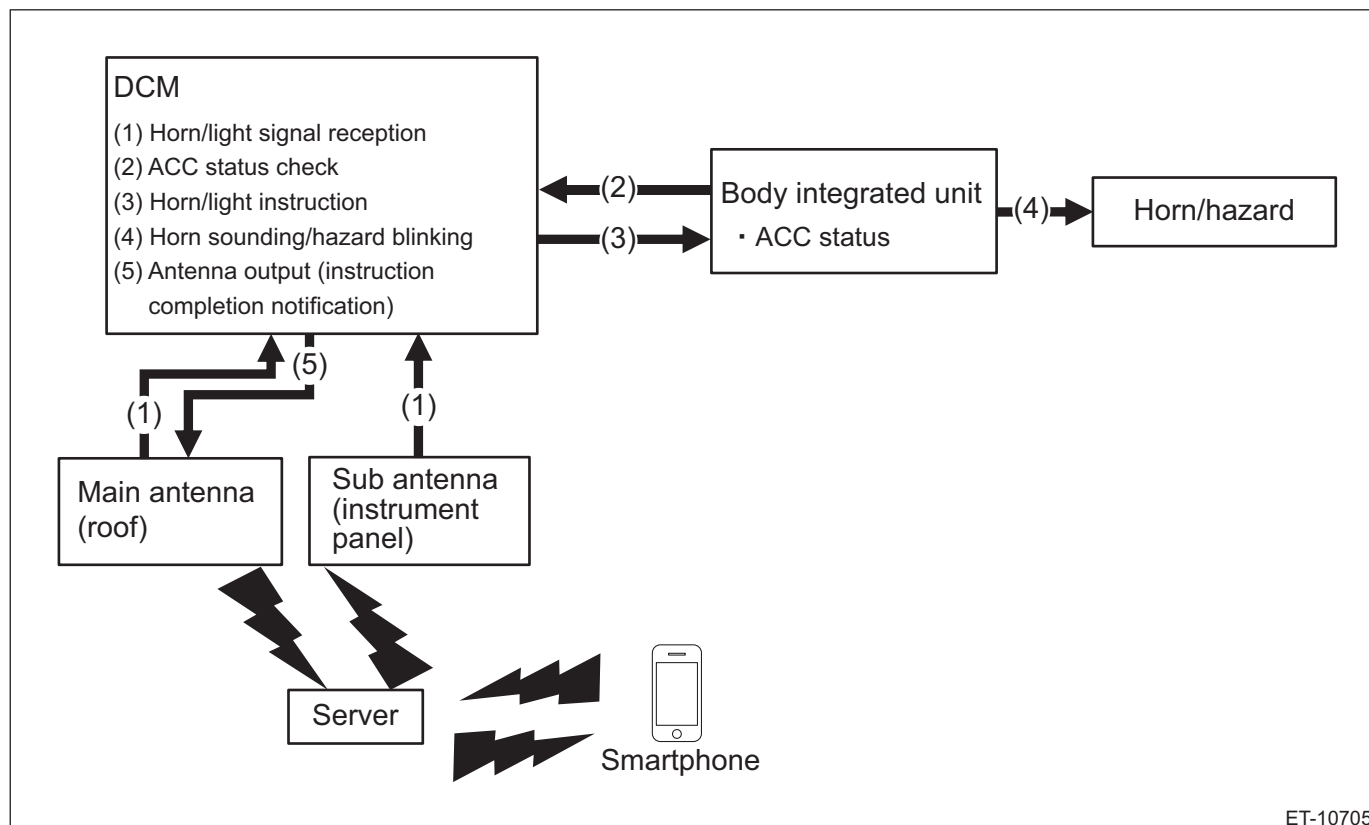 DCM
(1) Horn/light signal reception
(2) ACC status check
(3) Horn/light instruction
(4) Horn sounding/hazard blinking
(5) Antenna output (instruction
completion notification)
(2)
(3)
Body integrated unit
・ ACC status
(4)
Horn/hazard
(1)
(5)
(1)
Main antenna
(roof)
Sub antenna
(instrument
panel)
Server
Smartphone
ET-10705